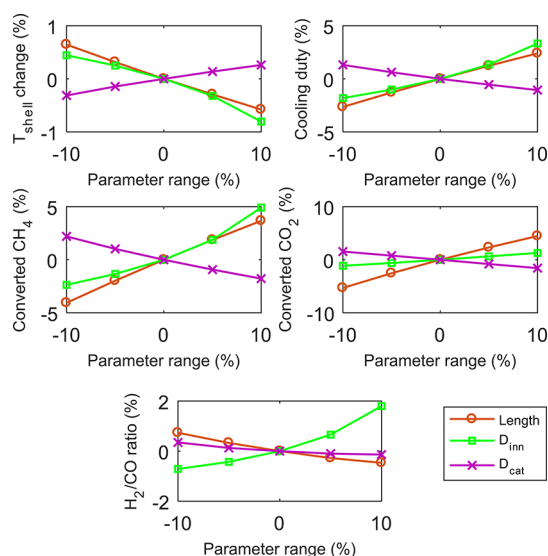 1
0
-1
T_shell change (%)
-10 0 10
Parameter range (%)
5
0
-5
Cooling duty (%)
-10 0 10
Parameter range (%)
5
0
-5
Converted CH_4 (%)
-10 0 10
Parameter range (%)
10
0
-10
Converted CO_2 (%)
-10 0 10
Parameter range (%)
2
0
-2
H_2/CO ratio (%)
-10 0 10
Parameter range (%)
Length
D_inn
D_cat